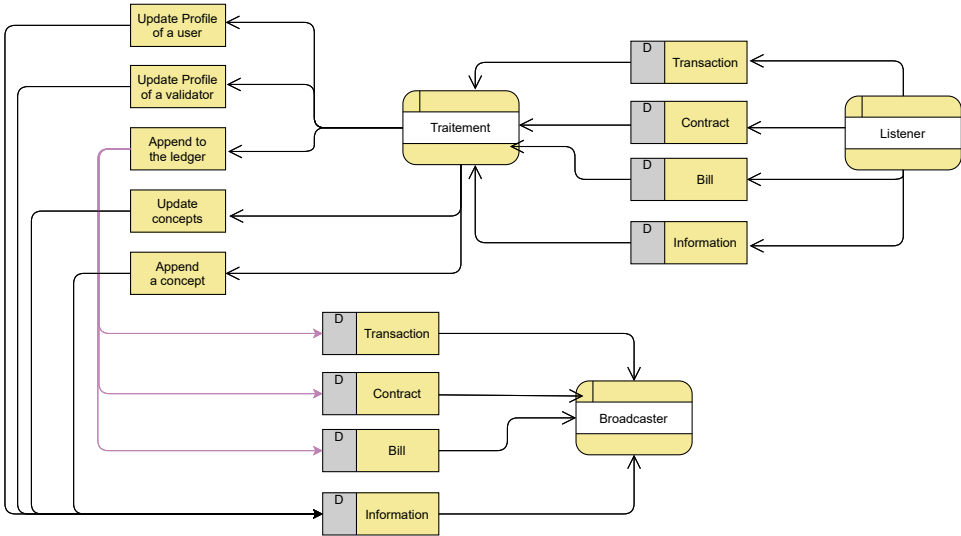 Update Profile
of a user
Update Profile
of a validator
Append to
the ledger
Update
concepts
Append
a concept
Traitement
D
Transaction
D
Contract
D
Bill
D
Information
Listener
D
Transaction
D
Contract
D
Bill
D
Information
Broadcaster